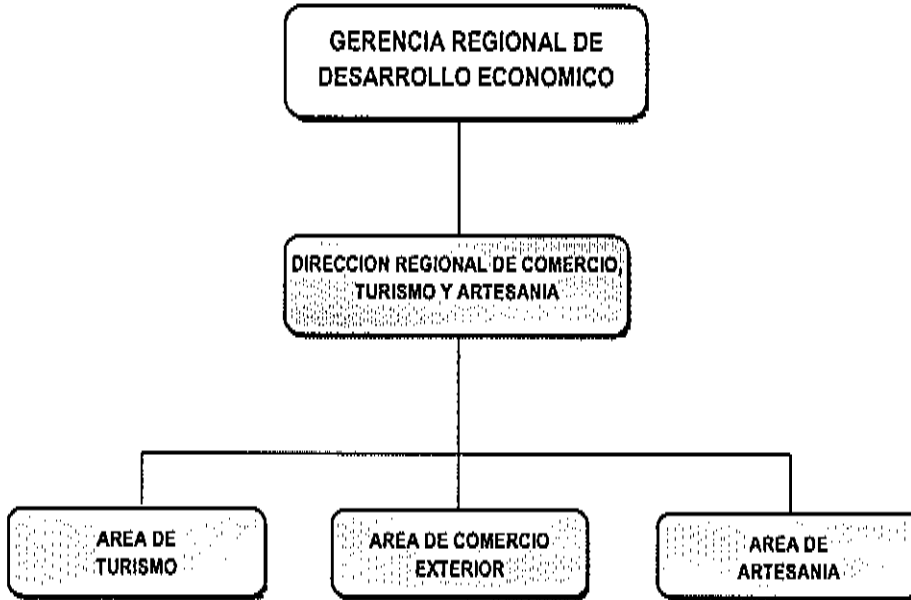 GERENCIA REGIONAL DE
DESARROLLO ECONOMICO
DIRECCION REGIONAL DE COMERCIO,
TURISMO Y ARTESANIA
AREA DE
TURISMO
AREA DE COMERCIO
EXTERIOR
AREA DE
ARTESANIA